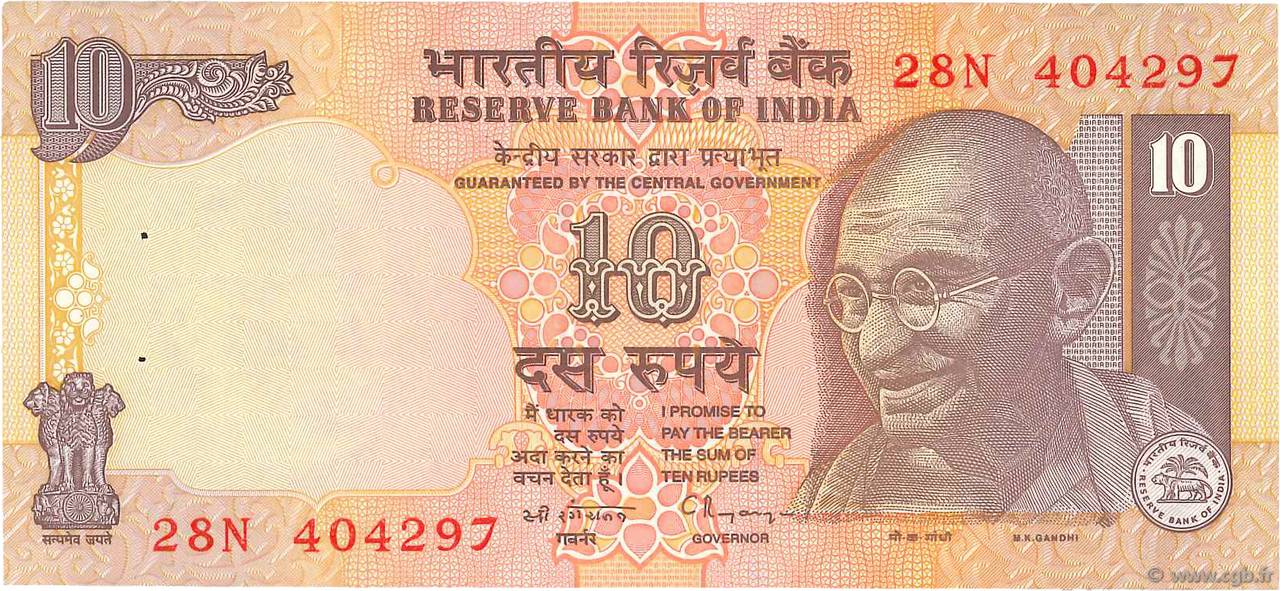 10
भारतीय रिज़र्व बैंक
28N 404297
RESERVE BANK OF INDIA
केन्द्रीय सरकार द्वारा प्रत्याभूत
GUARANTEED BY THE CENTRAL GOVERNMENT
10
10
दस रुपये
मैं धारक को
दस रुपये
अदा करने का
वचन देता हूँ।
I PROMISE TO
PAY THE BEARER
THE SUM OF
TEN RUPEES
गवर्नर
GOVERNOR
सत्यमेव जयते
28N 404297
मो॰क॰गांधी
M.K.GANDHI
भारतीय रिज़र्व बैंक
RESERVE BANK OF INDIA
© www.cgb.fr